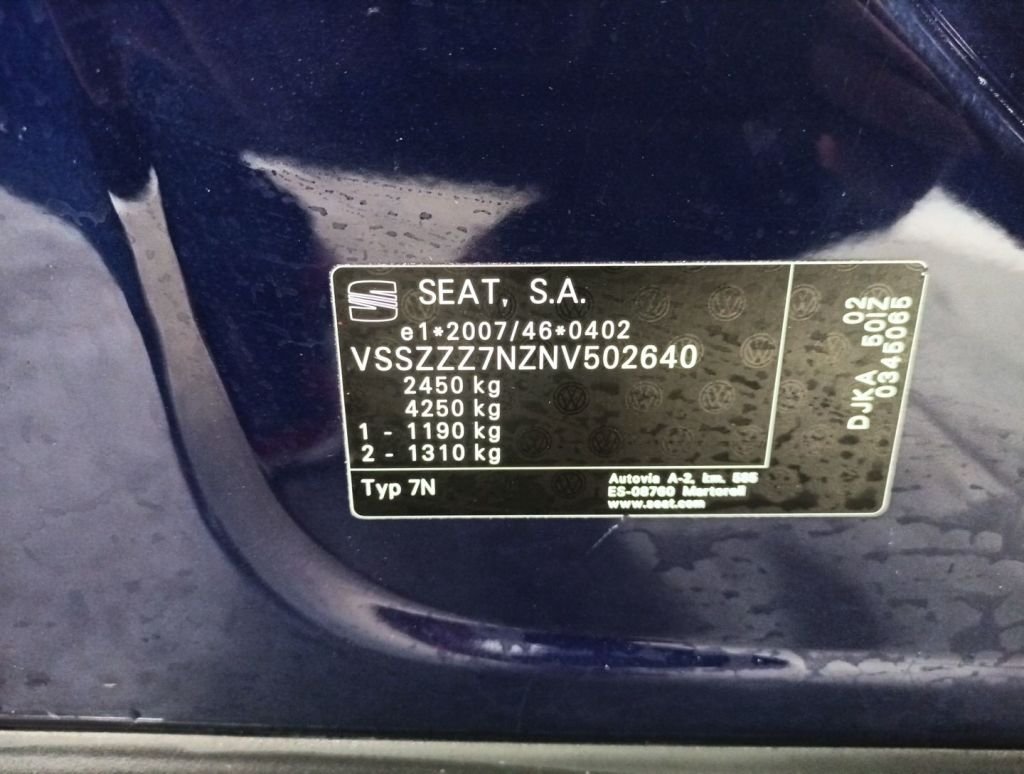 SEAT, S.A.
e1*2007/46*0402
VSSZZZ7NZNV502640
2450 kg
4250 kg
1 - 1190 kg
2 - 1310 kg
Typ 7N
Autovia A-2, km. 585
ES-08760 Martorell
www.seat.com
02
DJKA 50IZ
0345065